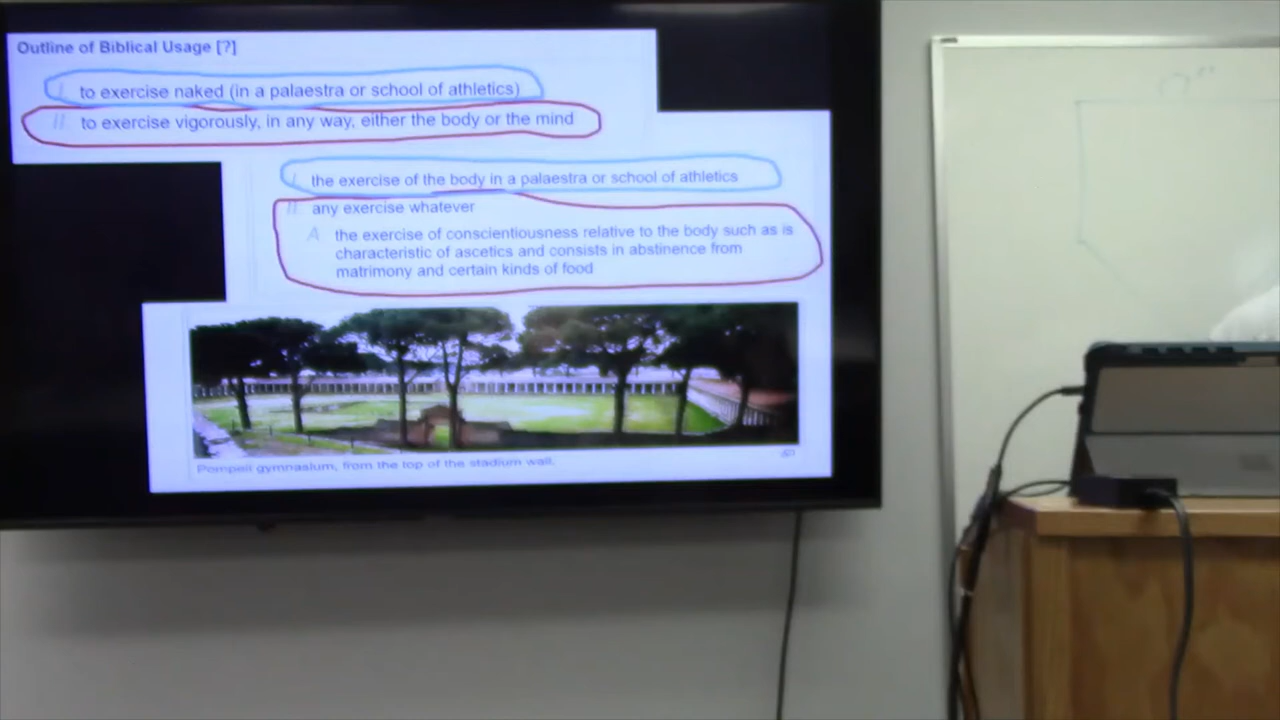 Outline of Biblical Usage [?]
I. to exercise naked (in a palaestra or school of athletics)
II. to exercise vigorously, in any way, either the body or the mind
I. the exercise of the body in a palaestra or school of athletics
II. any exercise whatever
A the exercise of conscientiousness relative to the body such as is
characteristic of ascetics and consists in abstinence from
matrimony and certain kinds of food
Pompeii gymnasium, from the top of the stadium wall.